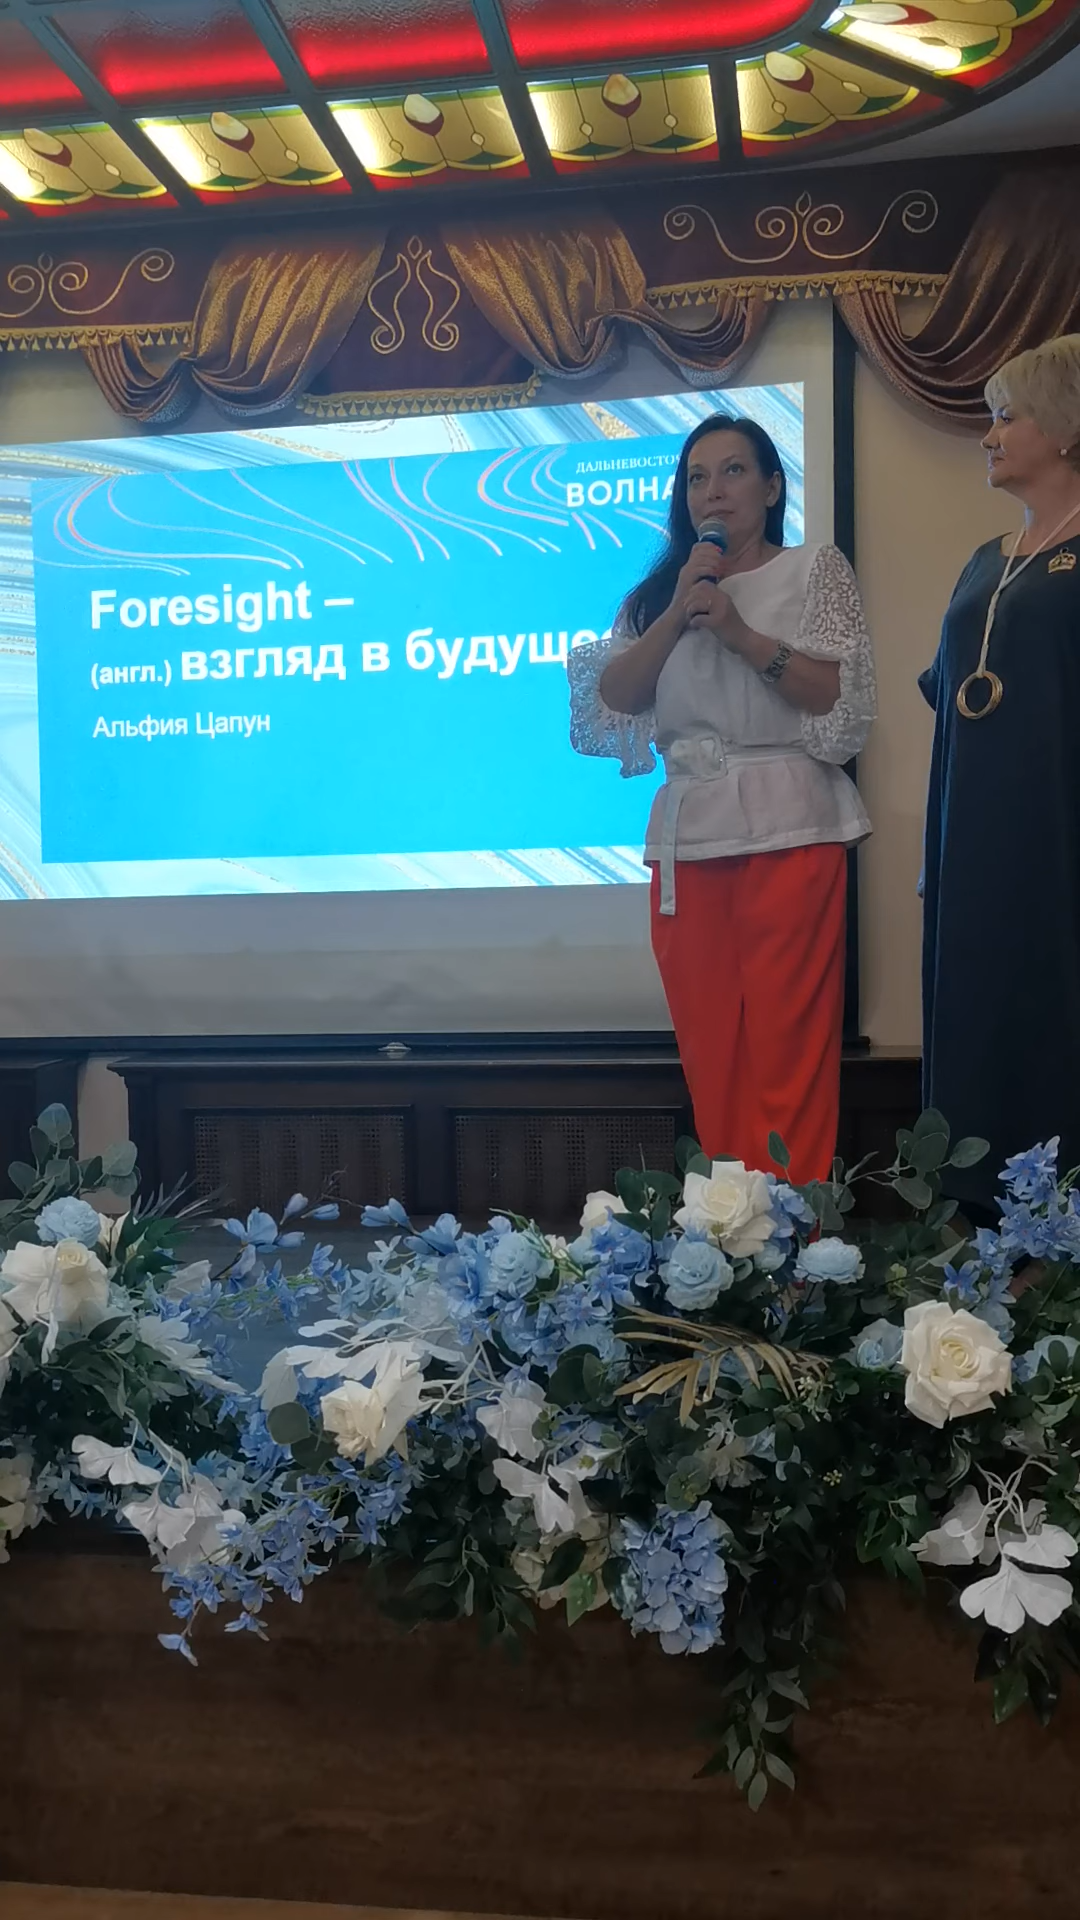 ДАЛЬНЕВОСТОЧ
ВОЛНА
Foresight –
(англ.) взгляд в будуще
Альфия Цапун